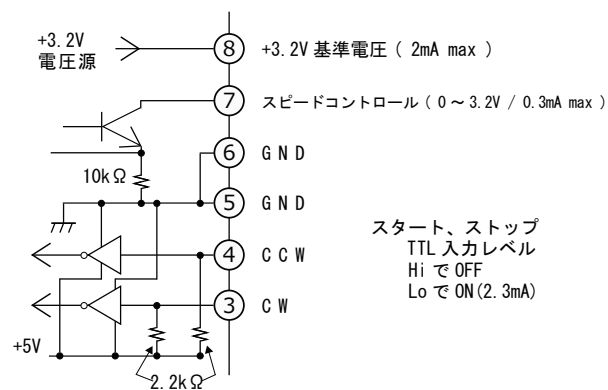 +3.2V
電圧源
8
+3.2V 基準電圧 ( 2mA max )
7
スピードコントロール ( 0 ～ 3.2V / 0.3mA max )
6
GND
10kΩ
5
GND
4
CCW
3
CW
+5V
2.2kΩ
スタート、ストップ
TTL 入力レベル
Hi で OFF
Lo で ON(2.3mA)